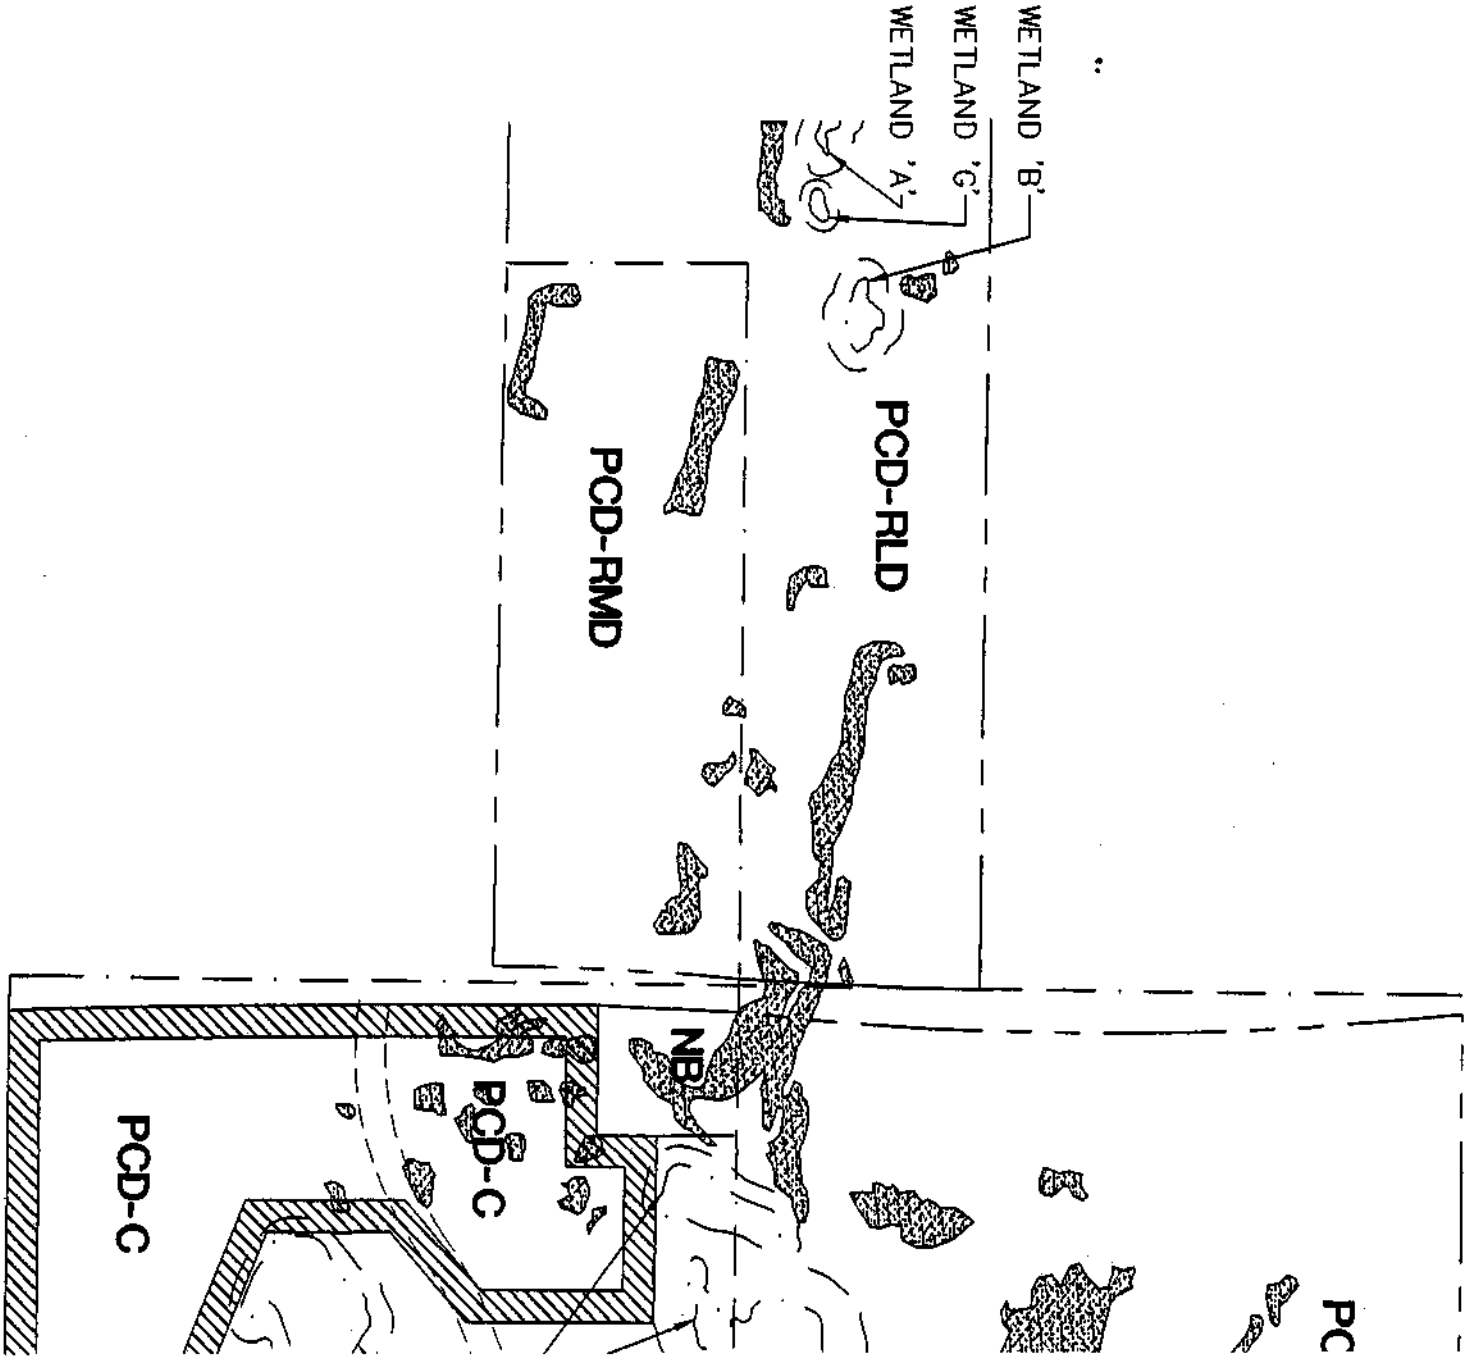 WETLAND 'B'
WETLAND 'G'
WETLAND 'A'
PCD-RLD
PCD-RMD
NB
PCD-C
PCD-C
PC